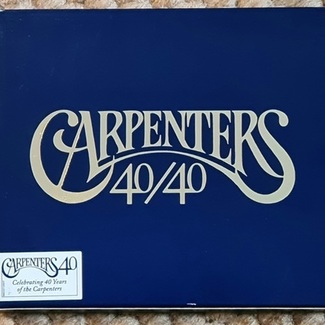 CARPENTERS
40/40
CARPENTERS 40
Celebrating 40 Years
of the Carpenters